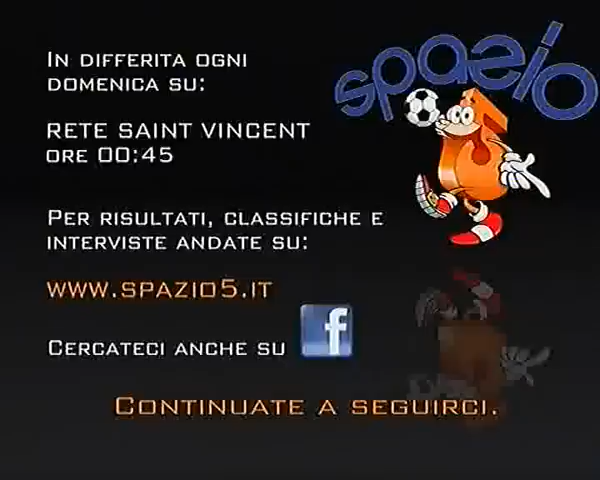 spazio
IN DIFFERITA OGNI
DOMENICA SU:
RETE SAINT VINCENT
ORE 00:45
PER RISULTATI, CLASSIFICHE E
INTERVISTE ANDATE SU:
WWW.SPAZIO5.IT
CERCATECI ANCHE SU f
CONTINUATE A SEGUIRCI.